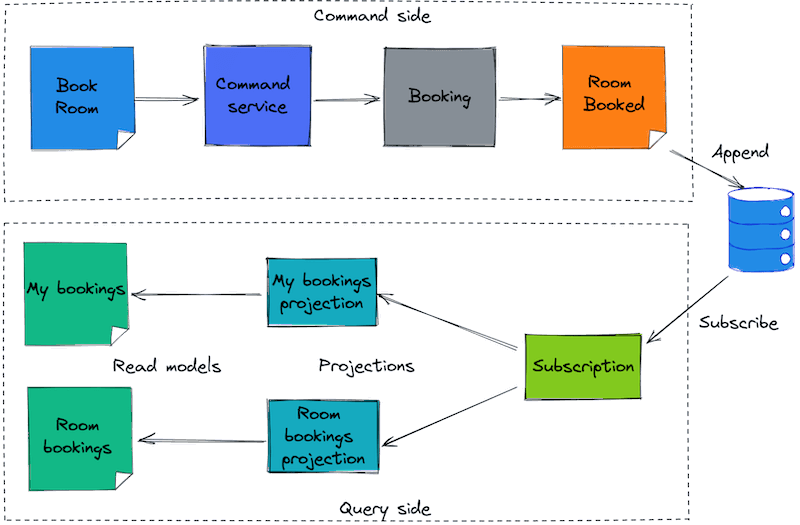 Command side
Book
Room
Command
service
Booking
Room
Booked
Append
My bookings
My bookings
projection
Subscribe
Read models
Projections
Subscription
Room
bookings
Room
bookings
projection
Query side